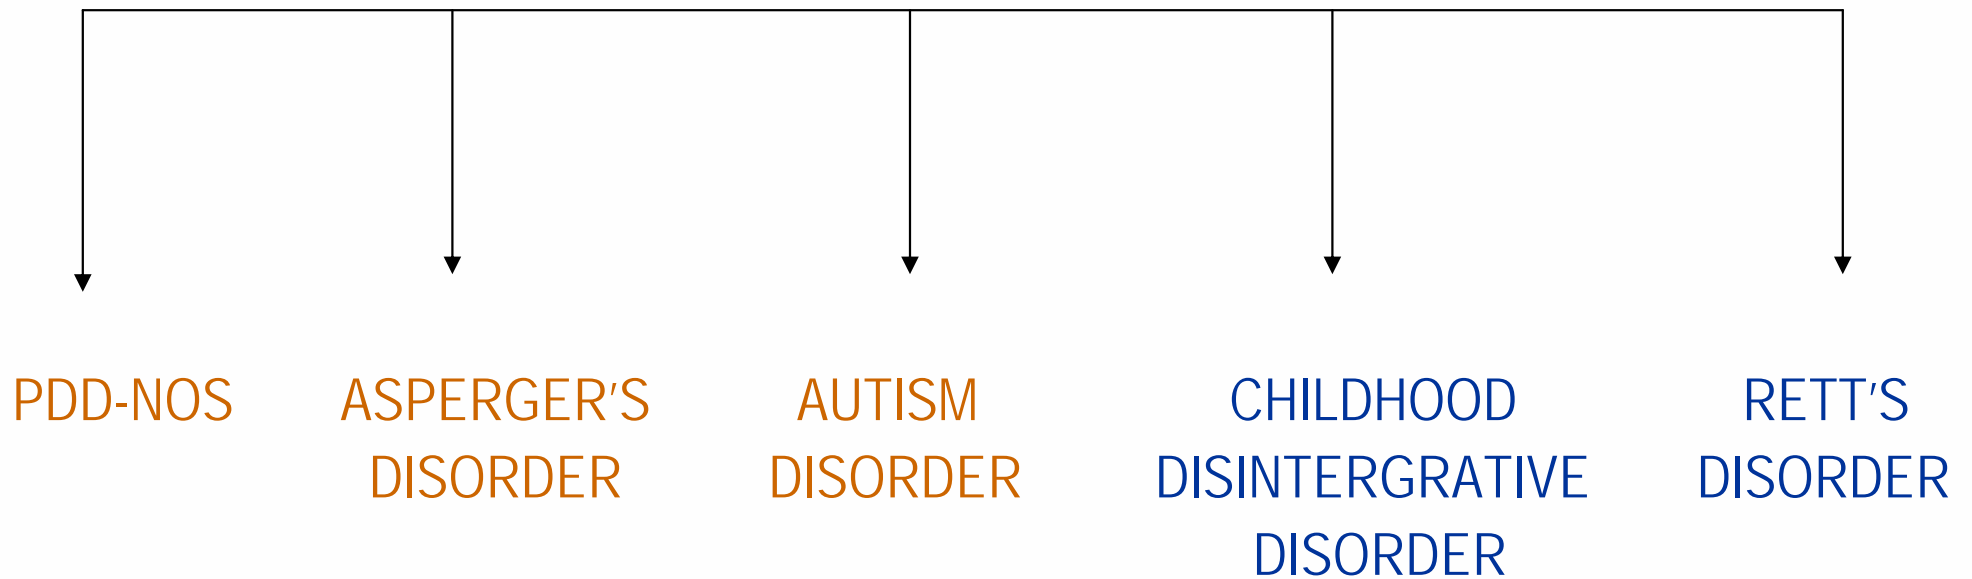 PDD-NOS
ASPERGER'S
DISORDER
AUTISM
DISORDER
CHILDHOOD
DISINTERGRATIVE
DISORDER
RETT'S
DISORDER